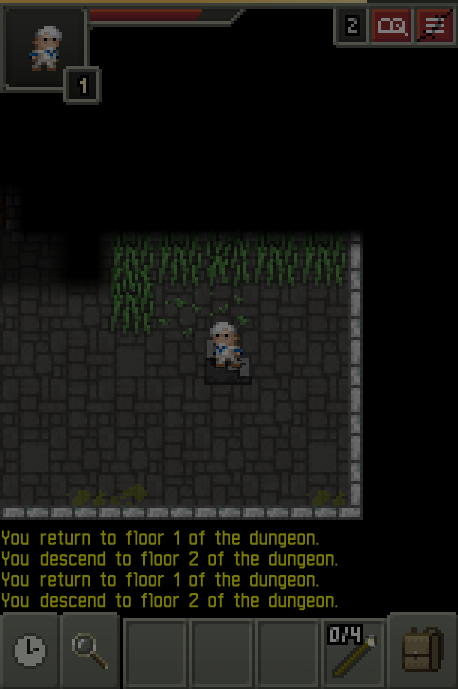 2
1
You return to floor 1 of the dungeon.
You descend to floor 2 of the dungeon.
You return to floor 1 of the dungeon.
You descend to floor 2 of the dungeon.
0/4